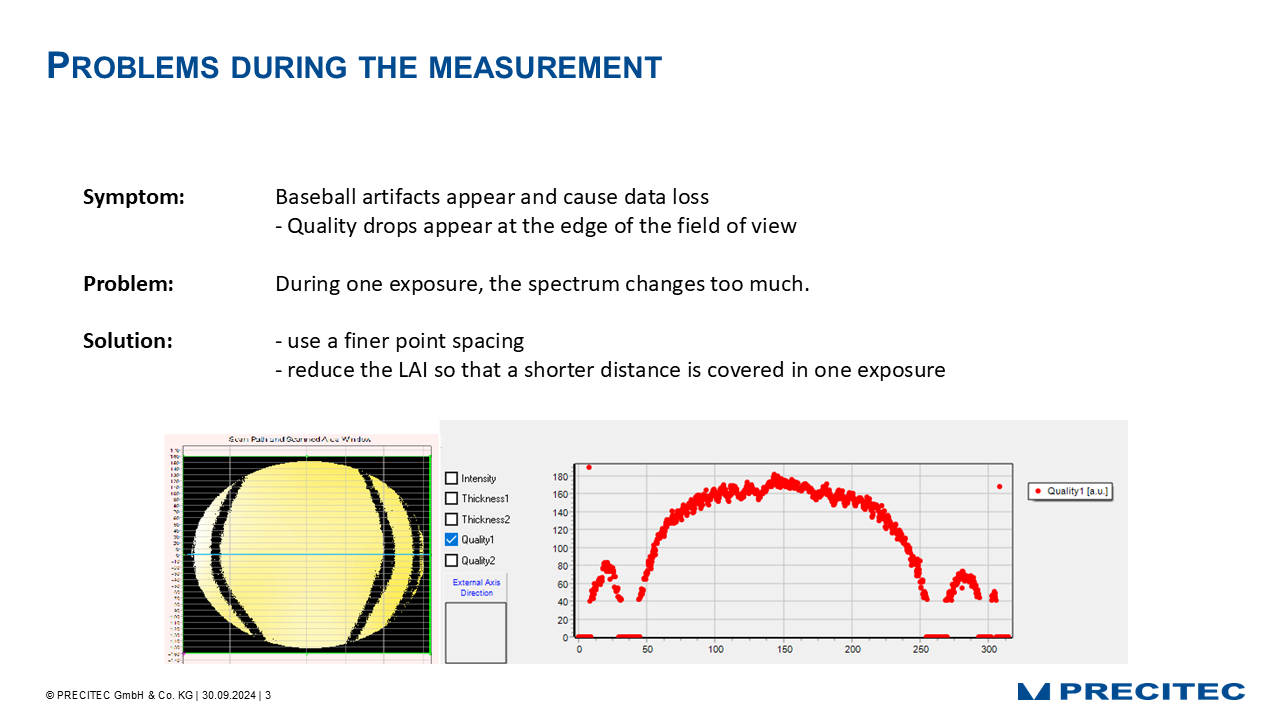 PROBLEMS DURING THE MEASUREMENT
Symptom: Baseball artifacts appear and cause data loss
- Quality drops appear at the edge of the field of view
Problem: During one exposure, the spectrum changes too much.
Solution: - use a finer point spacing
- reduce the LAI so that a shorter distance is covered in one exposure
Scan Path and Scanned Area Window
Intensity
Thickness1
Thickness2
Quality1
Quality2
External Axis
Direction
180
160
140
120
100
80
60
40
20
0
0 50 100 150 200 250 300
Quality1 [a.u.]
© PRECITEC GmbH & Co. KG | 30.09.2024 | 3
PRECITEC